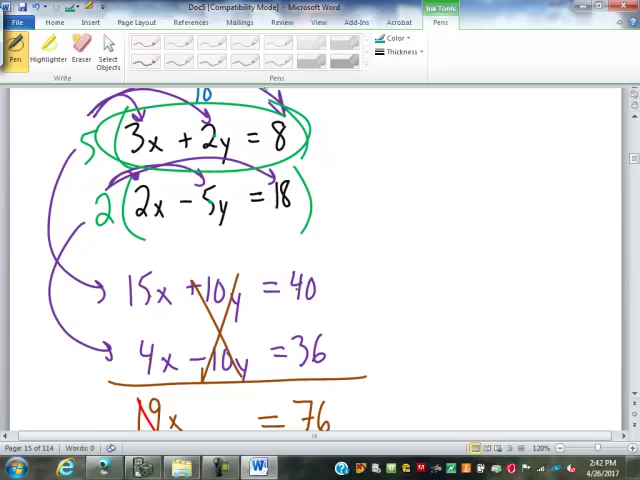 Doc5 [Compatibility Mode] - Microsoft Word
Ink Tools
File Home Insert Page Layout References Mailings Review View Add-Ins Acrobat Pens
Pen Highlighter Eraser Select Objects
Color
Thickness
Write Pens
10
5 ( 3x + 2y = 8 )
2 ( 2x - 5y = 18 )
15x + 10y = 40
4x - 10y = 36
19x = 76
Page: 15 of 114 Words: 0 120%
2:42 PM
4/26/2017